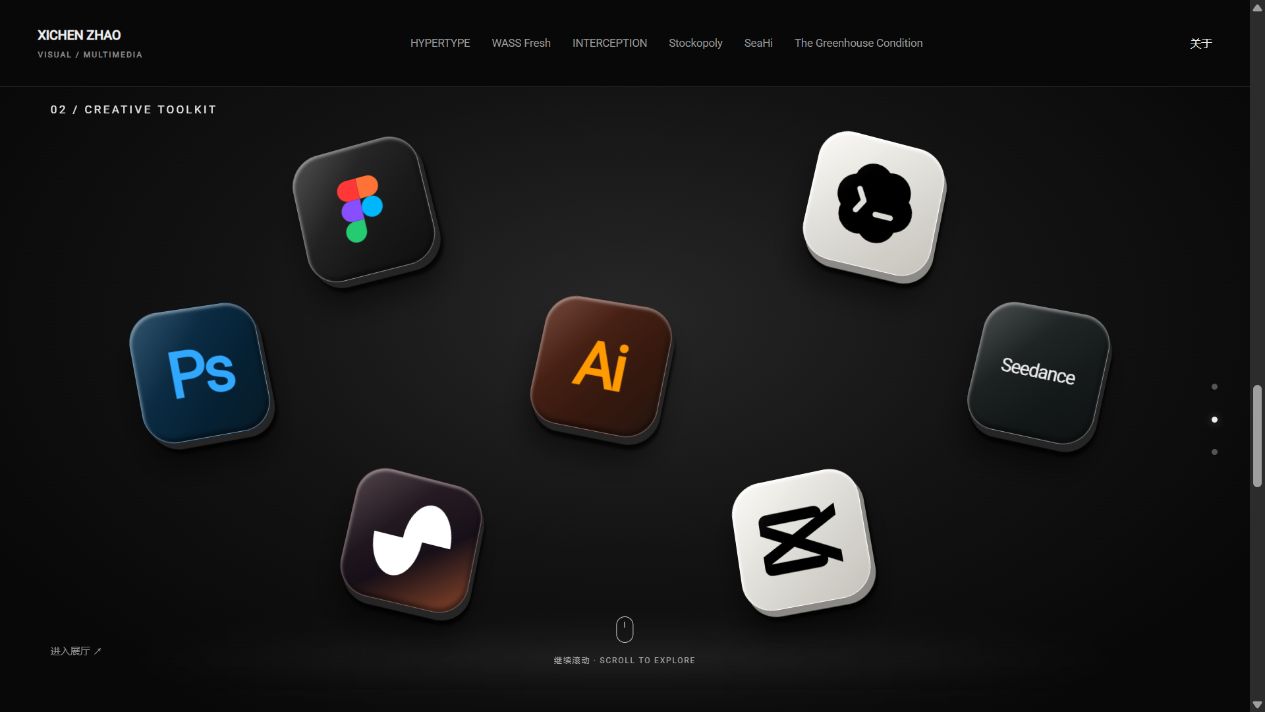 XICHEN ZHAO
VISUAL / MULTIMEDIA
HYPERTYPE
WASS Fresh
INTERCEPTION
Stockopoly
SeaHi
The Greenhouse Condition
关于
02 / CREATIVE TOOLKIT
Ps
Ai
Seedance
进入展厅 ↗
继续滚动 · SCROLL TO EXPLORE